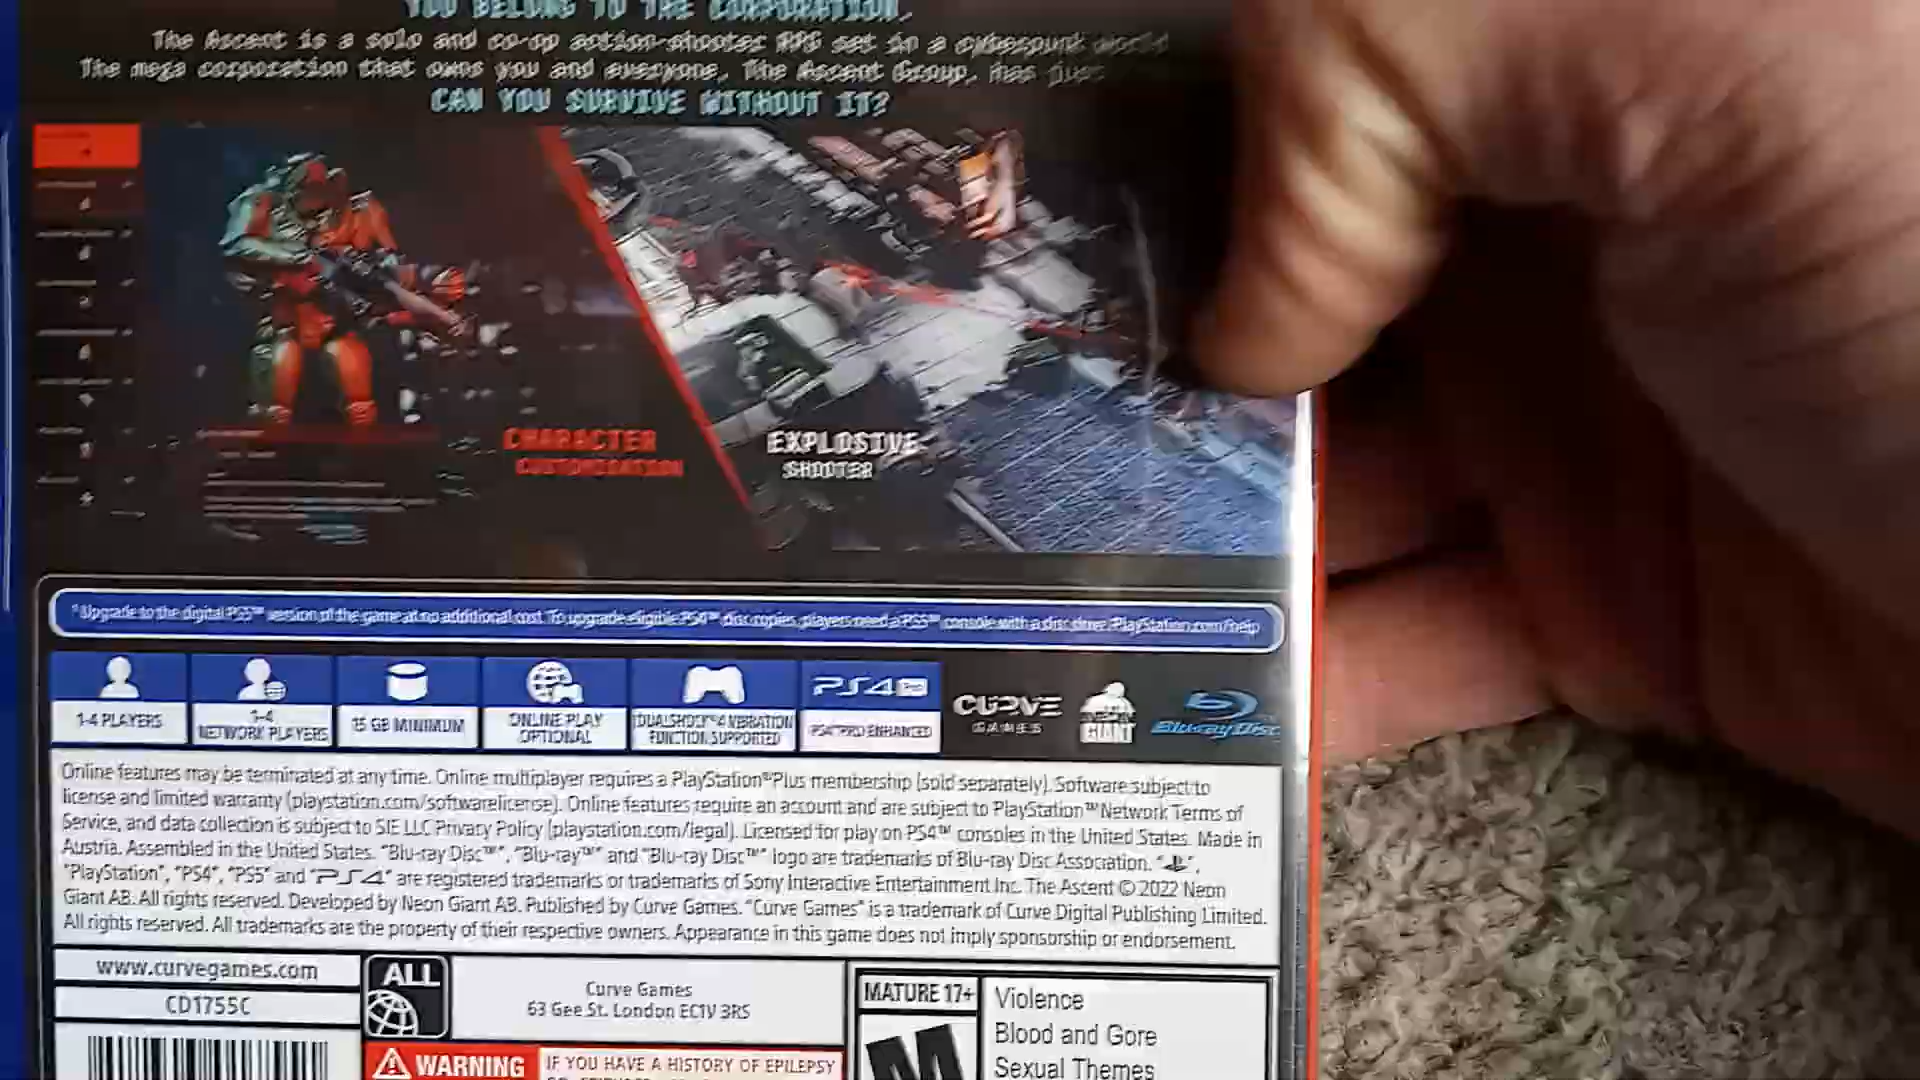 YOU BELONG TO THE CORPORATION.
The Ascent is a solo and co-op action-shooter RPG set in a cyberpunk world
The mega corporation that owns you and everyone, The Ascent Group, has just
CAN YOU SURVIVE WITHOUT IT?
CHARACTER
CUSTOMIZATION
EXPLOSIVE
SHOOTER
*Upgrade to the digital PS5™ version of the game at no additional cost. To upgrade eligible PS4™ disc copies, players need a PS5™ console with a disc drive. PlayStation.com/help
1-4 PLAYERS
1-4
NETWORK PLAYERS
15 GB MINIMUM
ONLINE PLAY
OPTIONAL
DUALSHOCK®4 VIBRATION
FUNCTION SUPPORTED
PS4 Pro
PS4™PRO ENHANCED
CURVE
GAMES
GIANT
Blu-ray Disc
Online features may be terminated at any time. Online multiplayer requires a PlayStation®Plus membership (sold separately). Software subject to
license and limited warranty (playstation.com/softwarelicense). Online features require an account and are subject to PlayStation™Network Terms of
Service, and data collection is subject to SIE LLC Privacy Policy (playstation.com/legal). Licensed for play on PS4™ consoles in the United States. Made in
Austria. Assembled in the United States. "Blu-ray Disc™", "Blu-ray™" and "Blu-ray Disc™" logo are trademarks of Blu-ray Disc Association. "",
"PlayStation", "PS4", "PS5" and "PS4" are registered trademarks or trademarks of Sony Interactive Entertainment Inc. The Ascent © 2022 Neon
Giant AB. All rights reserved. Developed by Neon Giant AB. Published by Curve Games. "Curve Games" is a trademark of Curve Digital Publishing Limited.
All rights reserved. All trademarks are the property of their respective owners. Appearance in this game does not imply sponsorship or endorsement.
www.curvegames.com
CD1755C
ALL
Curve Games
63 Gee St. London EC1V 3RS
WARNING
IF YOU HAVE A HISTORY OF EPILEPSY
MATURE 17+
M
Violence
Blood and Gore
Sexual Themes